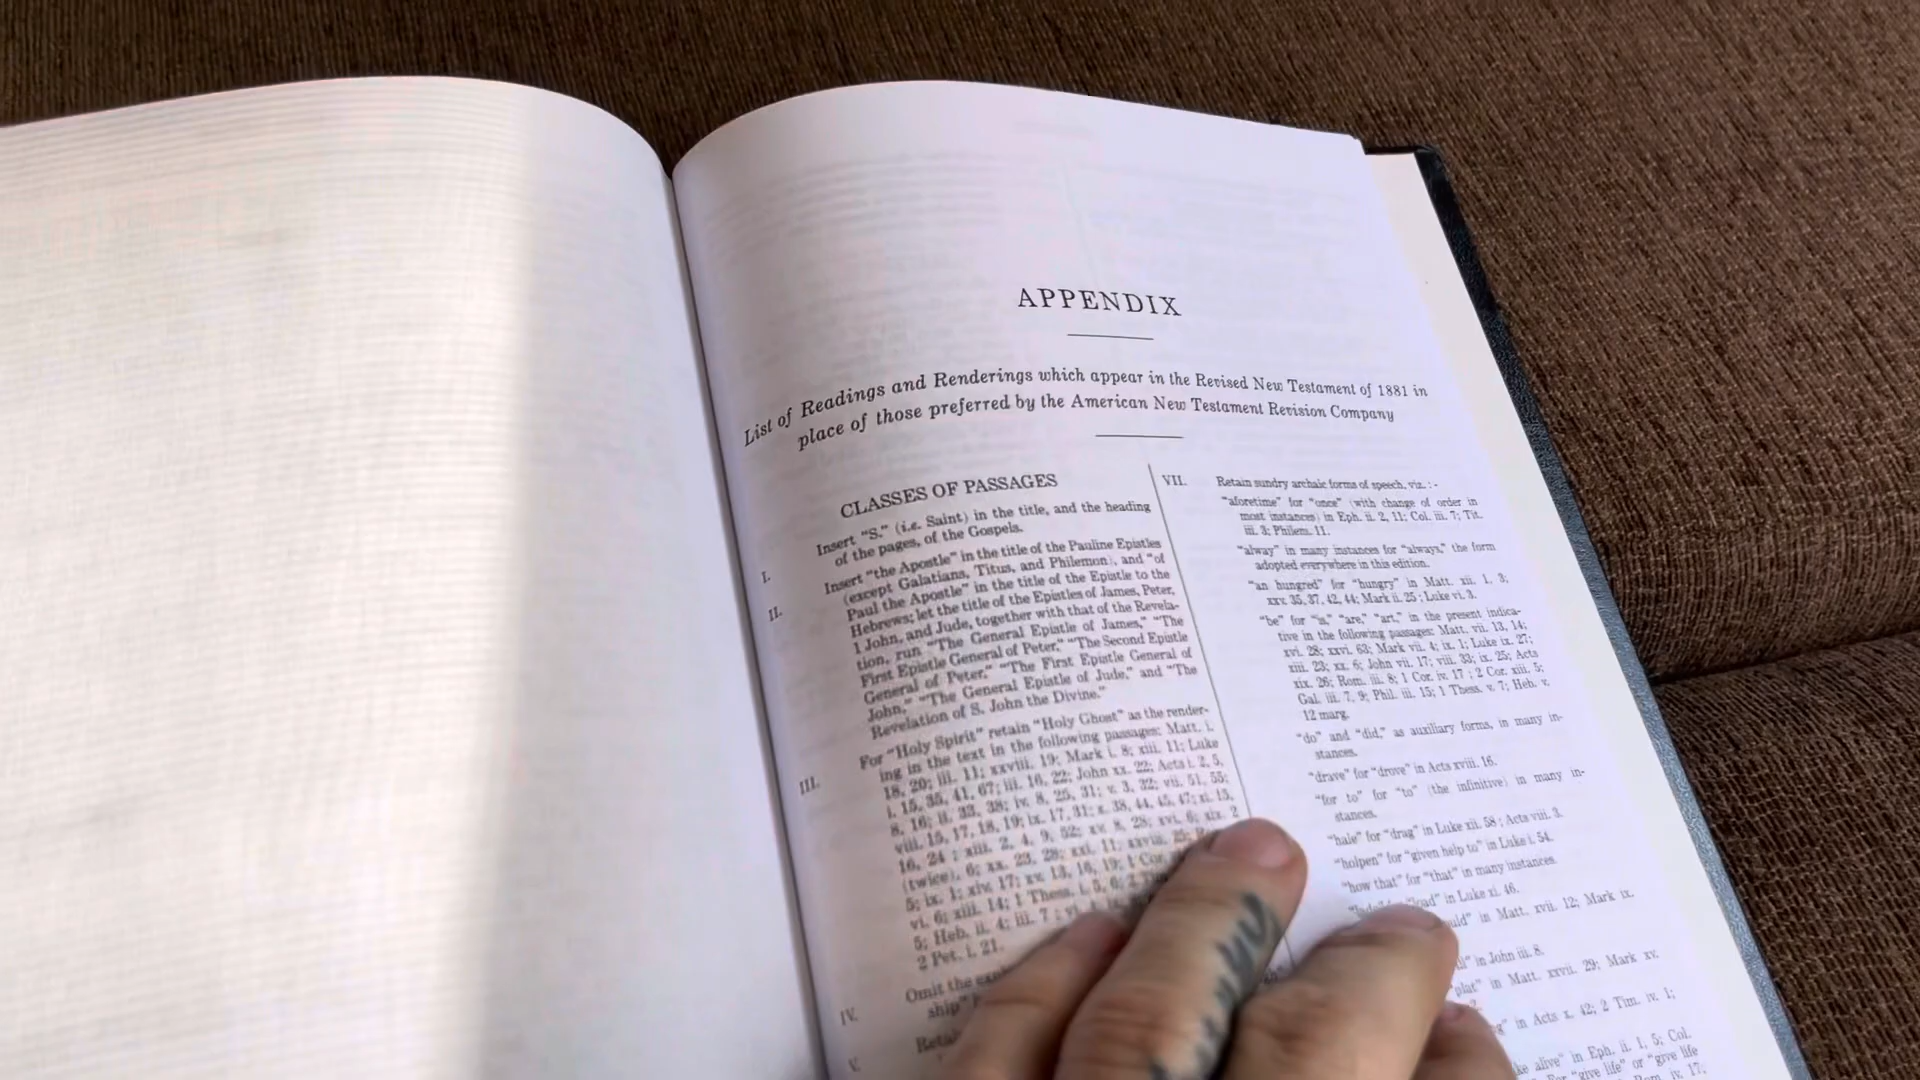 APPENDIX
List of Readings and Renderings which appear in the Revised New Testament of 1881 in
place of those preferred by the American New Testament Revision Company
CLASSES OF PASSAGES
I. Insert “S.” (i.e. Saint) in the title, and the heading
of the pages, of the Gospels.
II. Insert “the Apostle” in the title of the Pauline Epistles
(except Galatians, Titus, and Philemon), and “of
Paul the Apostle” in the title of the Epistle to the
Hebrews; let the title of the Epistles of James, Peter,
1 John, and Jude, together with that of the Revela-
tion, run “The General Epistle of James,” “The
First Epistle General of Peter,” “The Second Epistle
General of Peter,” “The First Epistle General of
John,” “The General Epistle of Jude,” and “The
Revelation of S. John the Divine.”
III. For “Holy Spirit” retain “Holy Ghost” as the render-
ing in the text in the following passages: Matt. i.
18, 20; iii. 11; xxviii. 19; Mark i. 8; xiii. 11; Luke
i. 15, 35, 41, 67; iii. 16, 22; John xx. 22; Acts i. 2, 5,
8, 16; ii. 33, 38; iv. 8, 25, 31; v. 3, 32; vii. 51, 55;
viii. 15, 17, 18, 19; ix. 17, 31; x. 38, 44, 45, 47; xi. 15,
16, 24 ; xiii. 2, 4, 9, 52; xv. 8, 28; xvi. 6; xix. 2
(twice), 6; xx. 23, 28; xxi. 11; xxviii. 25;
5; ix. 1; xiv. 17; xv. 13, 16, 19; 1 Cor.
vi. 6; xiii. 14; 1 Thess. i. 5, 6; 2
5; Heb. ii. 4; iii. 7 ;
2 Pet. i. 21.
IV. Omit the
ship”
V.
VII. Retain sundry archaic forms of speech, viz. : -
“aforetime” for “once” (with change of order in
most instances) in Eph. ii. 2, 11; Col. iii. 7; Tit.
iii. 3; Philem. 11.
“alway” in many instances for “always,” the form
adopted everywhere in this edition.
“an hungred” for “hungry” in Matt. xii. 1, 3;
xxv. 35, 37, 42, 44; Mark ii. 25 ; Luke vi. 3.
“be” for “is,” “are,” “art,” in the present indica-
tive in the following passages: Matt. vii. 13, 14;
xvi. 28; xxvi. 63; Mark vii. 4; ix. 1; Luke ix. 27;
xiii. 23; xx. 6; John vii. 17; viii. 33; ix. 25; Acts
xix. 26; Rom. iii. 8; 1 Cor. iv. 17 ; 2 Cor. xiii. 5;
Gal. iii. 7, 9; Phil. iii. 15; 1 Thess. v. 7; Heb. v.
12 marg.
“do” and “did,” as auxiliary forms, in many in-
stances.
“drave” for “drove” in Acts xviii. 16.
“for to” for “to” (the infinitive) in many in-
stances.
“hale” for “drag” in Luke xii. 58 ; Acts viii. 3.
“holpen” for “given help to” in Luke i. 54.
“how that” for “that” in many instances.
in Luke xi. 46.
in Matt. xvii. 12; Mark ix.
in John iii. 8.
“plat” in Matt. xxvii. 29; Mark xv.
in Acts x. 42; 2 Tim. iv. 1;
alive” in Eph. ii. 1, 5; Col.
For “give life” or “give life
iv. 17.